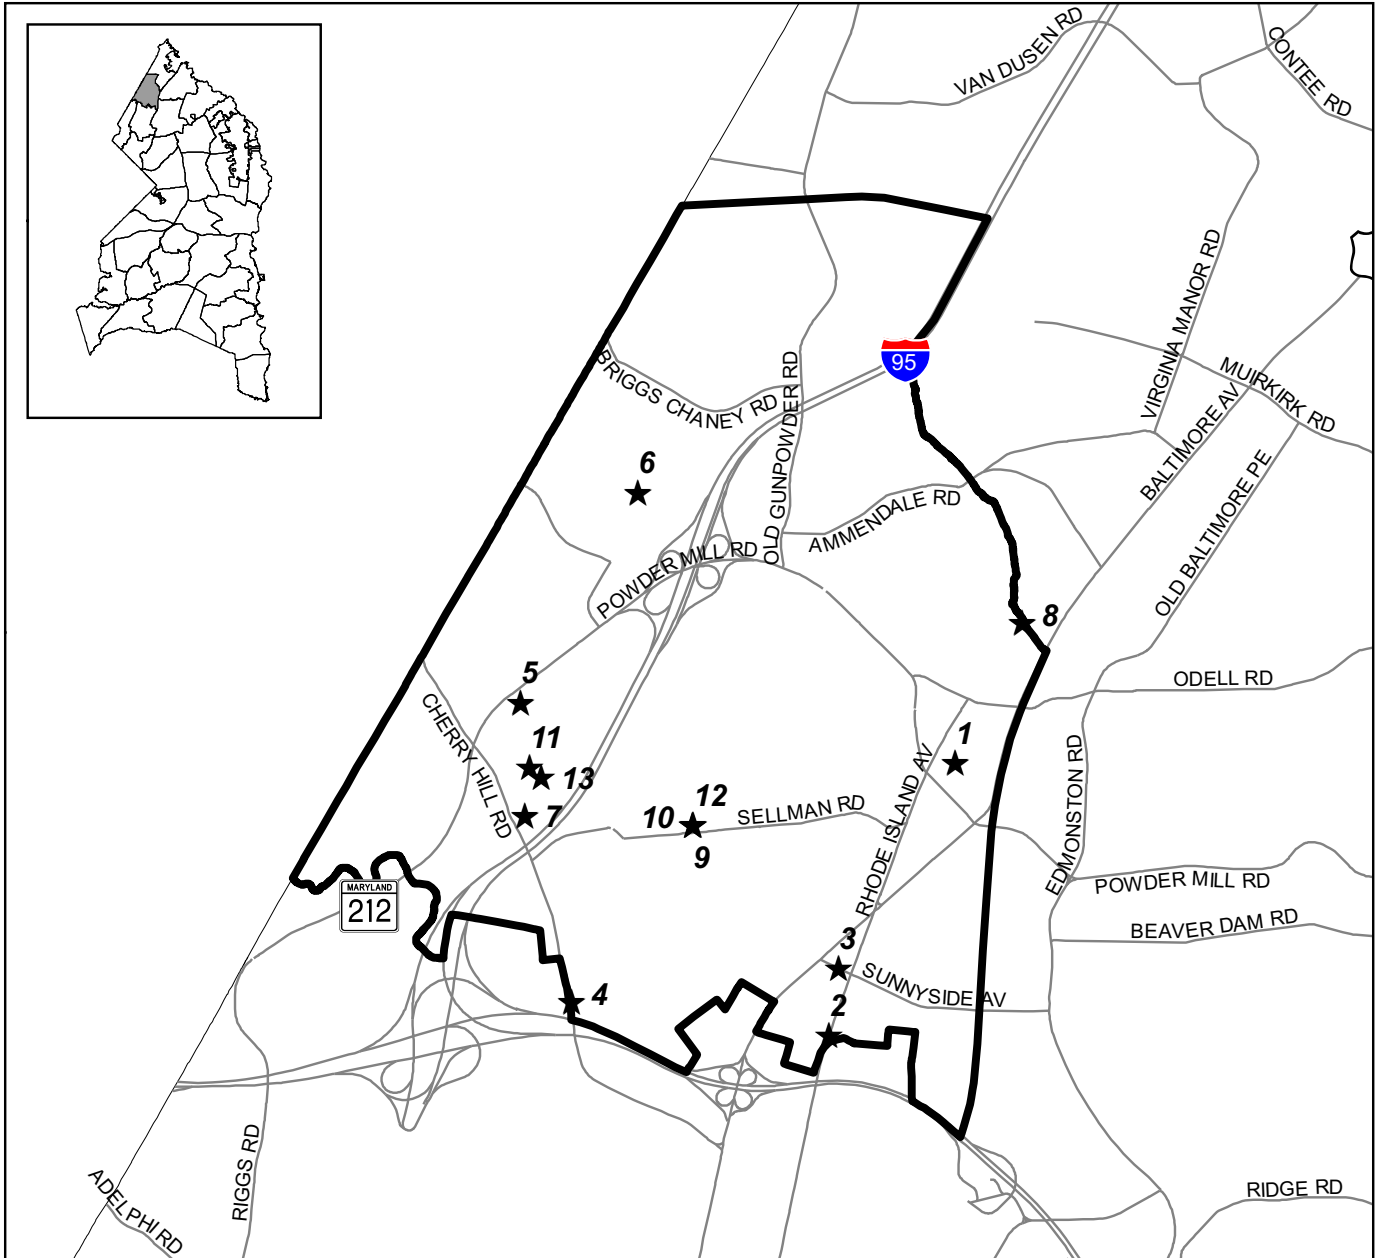 VAN DUSEN RD
CONTEE RD
VIRGINIA MANOR RD
95
BRIGGS CHANEY RD
OLD GUNPOWDER RD
MUIRKIRK RD
BALTIMORE AV
OLD BALTIMORE PE
6
AMMENDALE RD
POWDER MILL RD
8
5
ODELL RD
CHERRY HILL RD
11
13
7
1
12
10
9
SELLMAN RD
RHODE ISLAND AV
EDMONSTON RD
MARYLAND
212
POWDER MILL RD
BEAVER DAM RD
3
SUNNYSIDE AV
4
2
RIGGS RD
ADELPHI RD
RIDGE RD